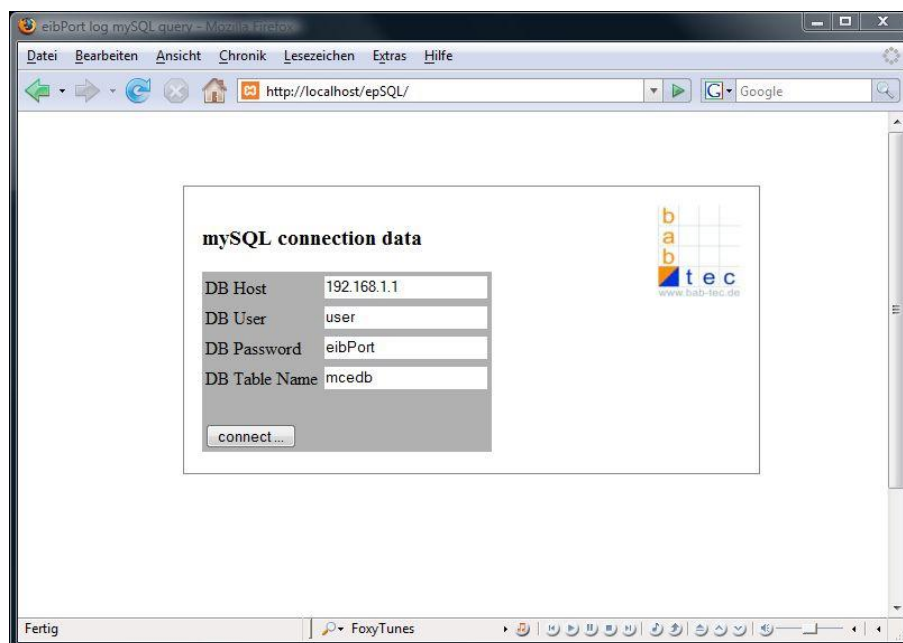 eibPort log mySQL query - Mozilla Firefox
Datei Bearbeiten Ansicht Chronik Lesezeichen Extras Hilfe
http://localhost/epSQL/
G Google
mySQL connection data
b
a
b
t e c
www.bab-tec.de
DB Host 192.168.1.1
DB User user
DB Password eibPort
DB Table Name mcedb
connect ...
Fertig
FoxyTunes